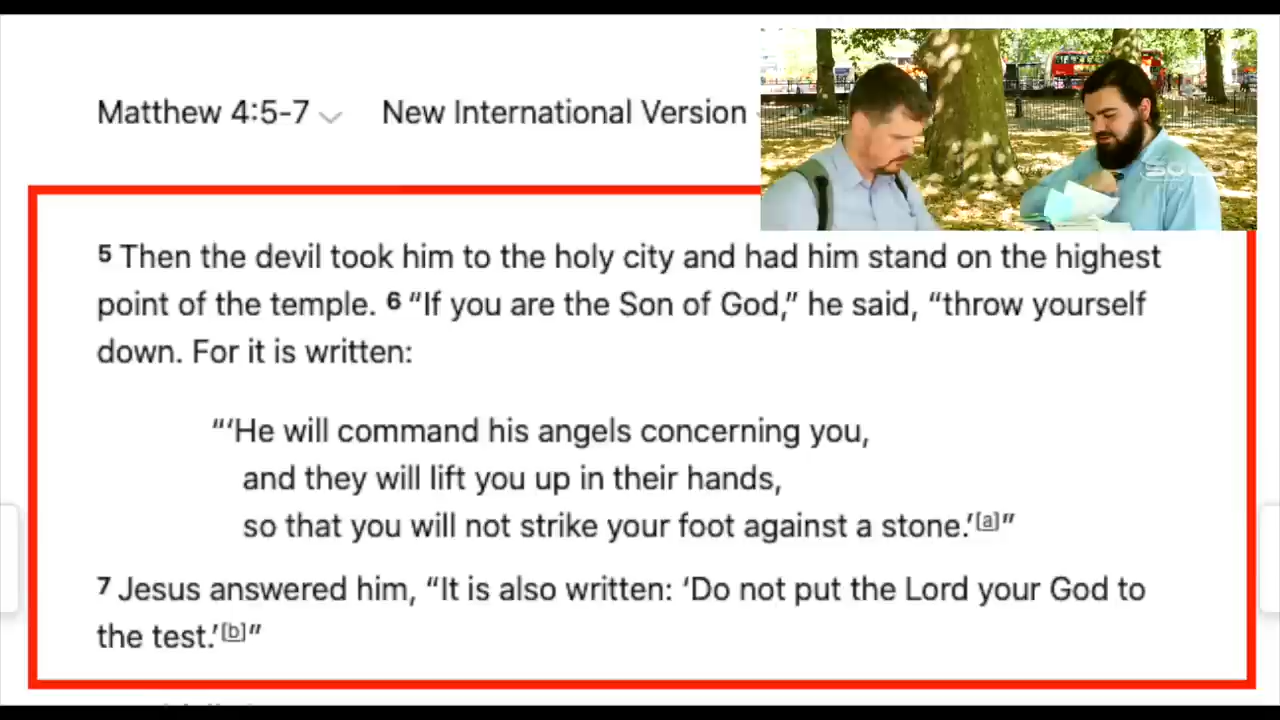 Matthew 4:5-7 New International Version
5 Then the devil took him to the holy city and had him stand on the highest
point of the temple. 6 “If you are the Son of God,” he said, “throw yourself
down. For it is written:
“‘He will command his angels concerning you,
and they will lift you up in their hands,
so that you will not strike your foot against a stone.’[a]”
7 Jesus answered him, “It is also written: ‘Do not put the Lord your God to
the test.’[b]”